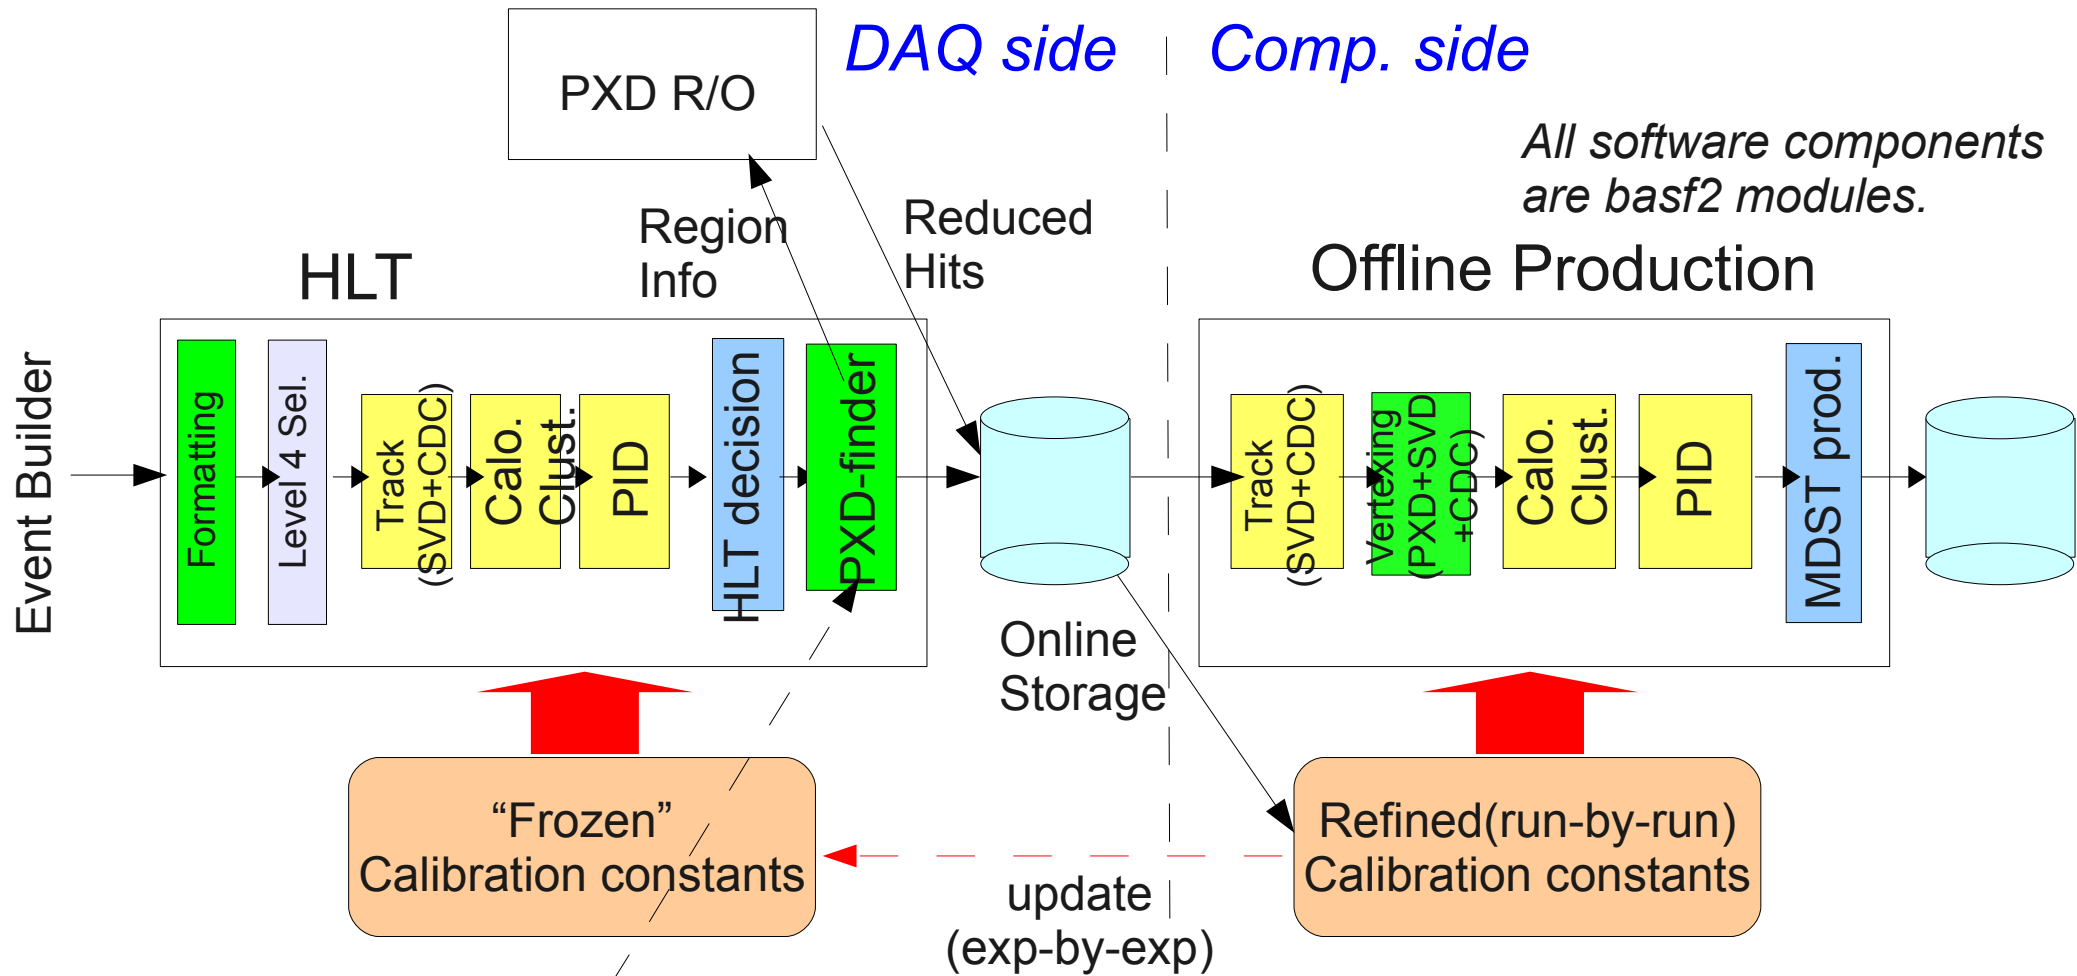 DAQ side
Comp. side
PXD R/O
All software components
are basf2 modules.
Region
Info
Reduced
Hits
HLT
Offline Production
Event Builder
Formatting
Level 4 Sel.
Track
(SVD+CDC)
Calo.
Clust.
PID
HLT decision
PXD-finder
Track
(SVD+CDC)
Vertexing
(PXD+SVD
+CDC)
Calo.
Clust.
PID
MDST prod.
Online
Storage
“Frozen”
Calibration constants
Refined(run-by-run)
Calibration constants
update
(exp-by-exp)